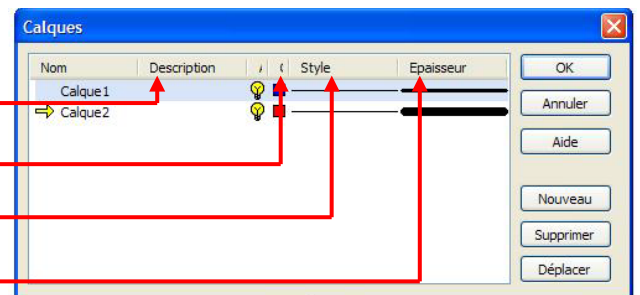 Calques
Nom Description / ( Style Epaisseur
Calque1
Calque2
OK
Annuler
Aide
Nouveau
Supprimer
Déplacer